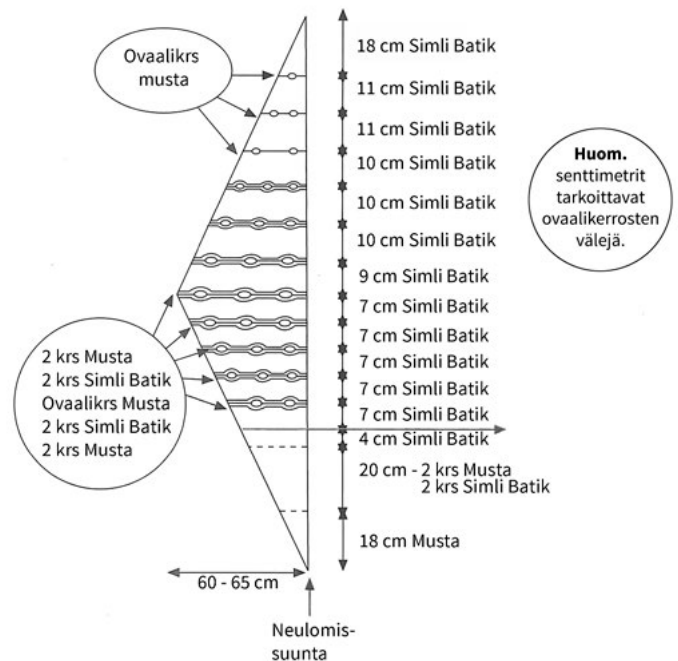 Ovaalikrs
musta
18 cm Simli Batik
11 cm Simli Batik
11 cm Simli Batik
10 cm Simli Batik
10 cm Simli Batik
10 cm Simli Batik
9 cm Simli Batik
7 cm Simli Batik
7 cm Simli Batik
7 cm Simli Batik
7 cm Simli Batik
7 cm Simli Batik
4 cm Simli Batik
20 cm - 2 krs Musta
2 krs Simli Batik
18 cm Musta
Huom.
senttimetrit
tarkoittavat
ovaalikerrosten
välejä.
2 krs Musta
2 krs Simli Batik
Ovaalikrs Musta
2 krs Simli Batik
2 krs Musta
60 - 65 cm
Neulomis-
suunta